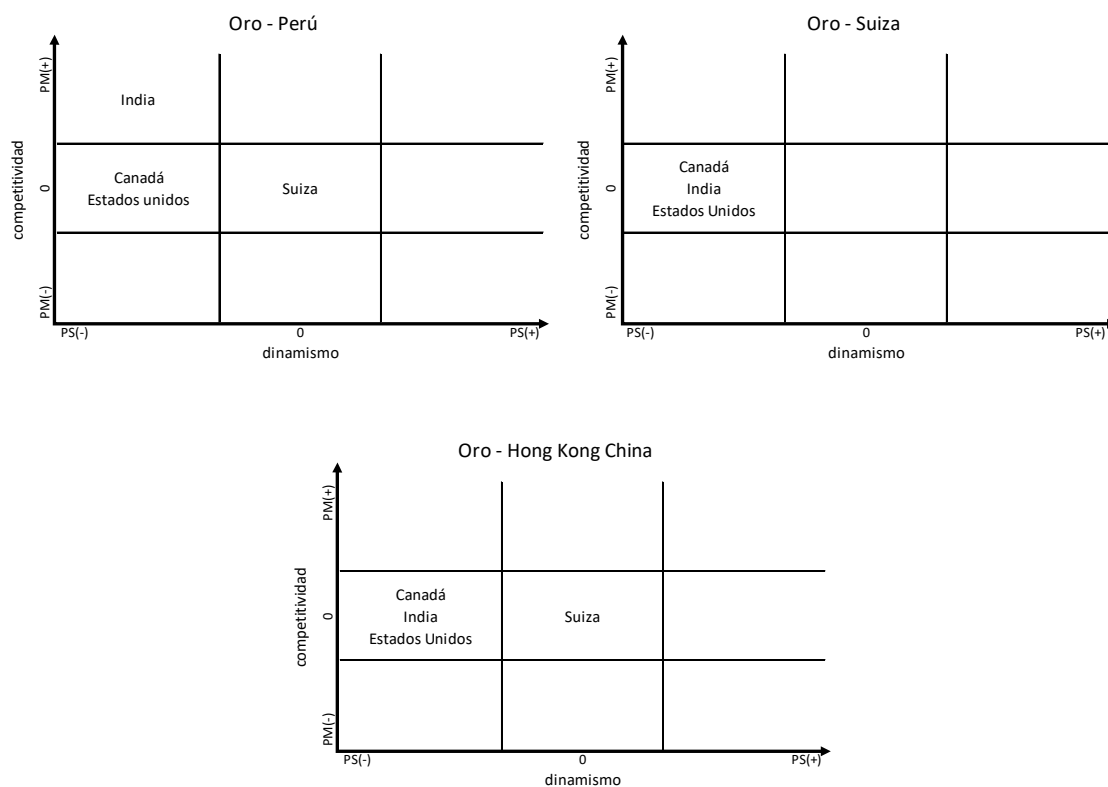 Oro - Perú
PM(+)
India
competitividad
0
Canadá
Estados unidos
Suiza
PM(-)
PS(-)
0
PS(+)
dinamismo
Oro - Suiza
PM(+)
competitividad
0
Canadá
India
Estados Unidos
PM(-)
PS(-)
0
PS(+)
dinamismo
Oro - Hong Kong China
PM(+)
competitividad
0
Canadá
India
Estados Unidos
Suiza
PM(-)
PS(-)
0
PS(+)
dinamismo